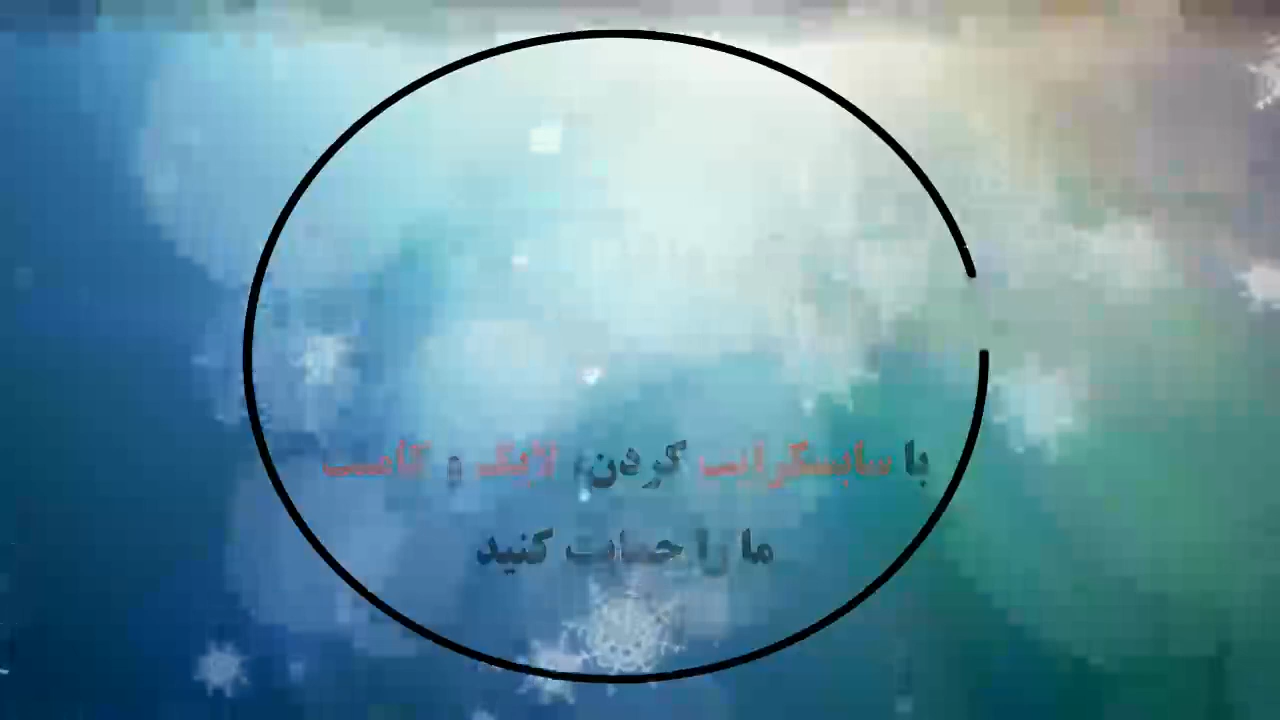 با سابسکرایب کردن، لایک و کامنت
ما را حمایت کنید